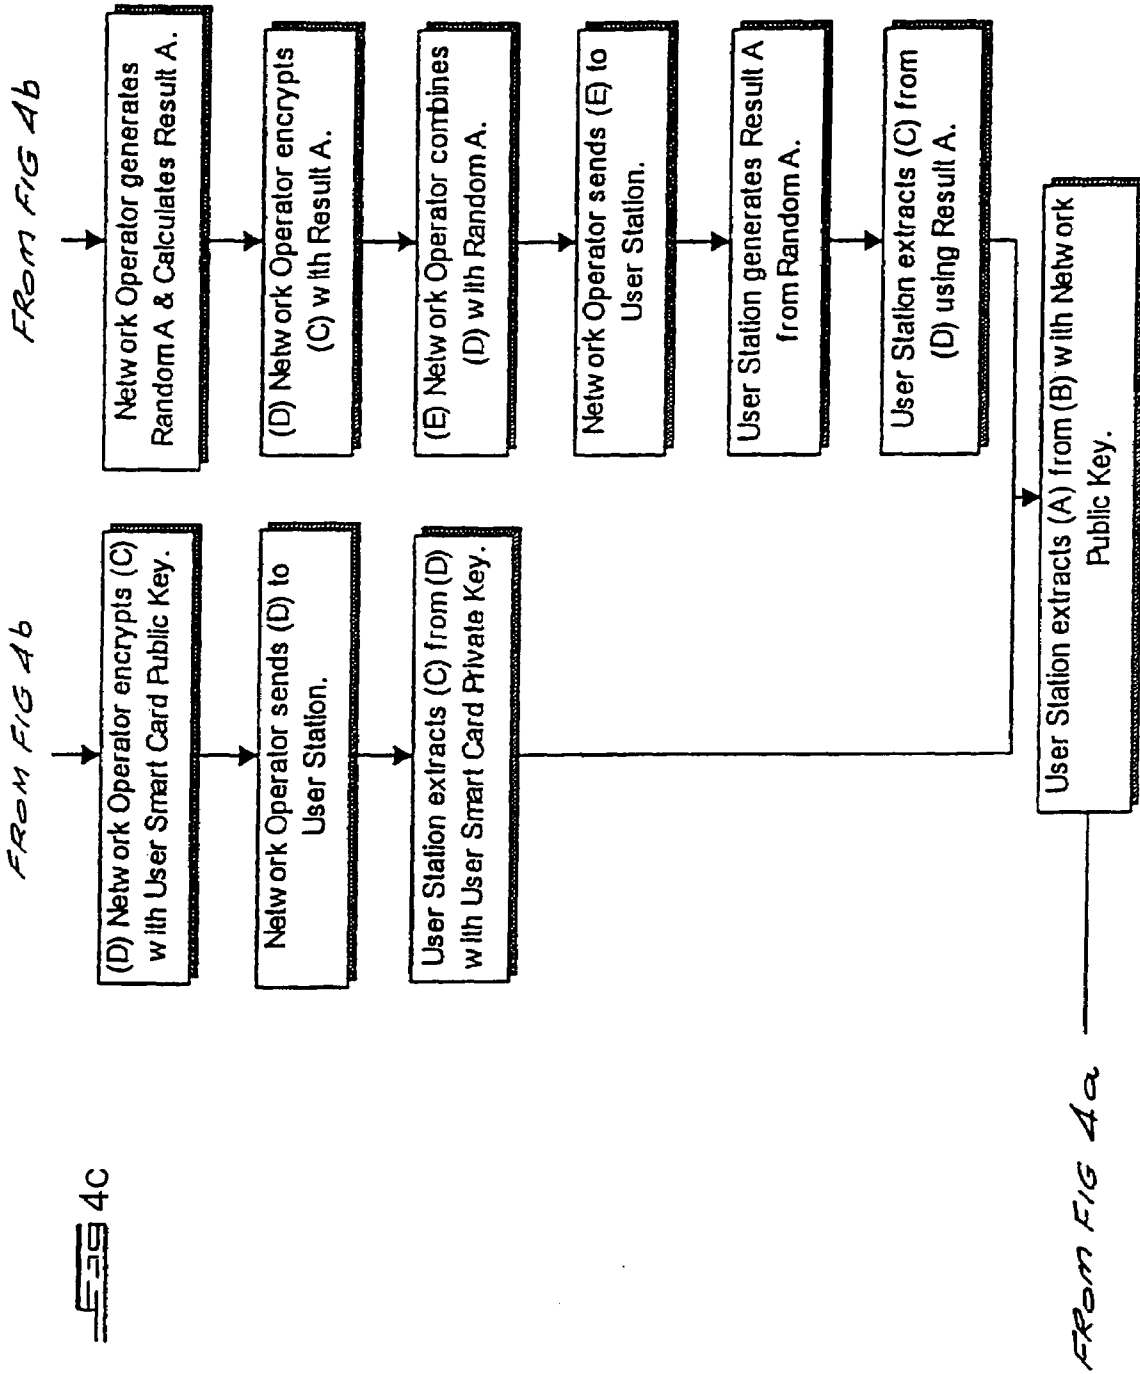 Fig 4c
FROM FIG 4b
FROM FIG 4b
(D) Network Operator encrypts (C)
with User Smart Card Public Key.
Network Operator sends (D) to
User Station.
User Station extracts (C) from (D)
with User Smart Card Private Key.
Network Operator generates
Random A & Calculates Result A.
(D) Network Operator encrypts
(C) with Result A.
(E) Network Operator combines
(D) with Random A.
Network Operator sends (E) to
User Station.
User Station generates Result A
from Random A.
User Station extracts (C) from
(D) using Result A.
FROM FIG 4a
User Station extracts (A) from (B) with Network
Public Key.